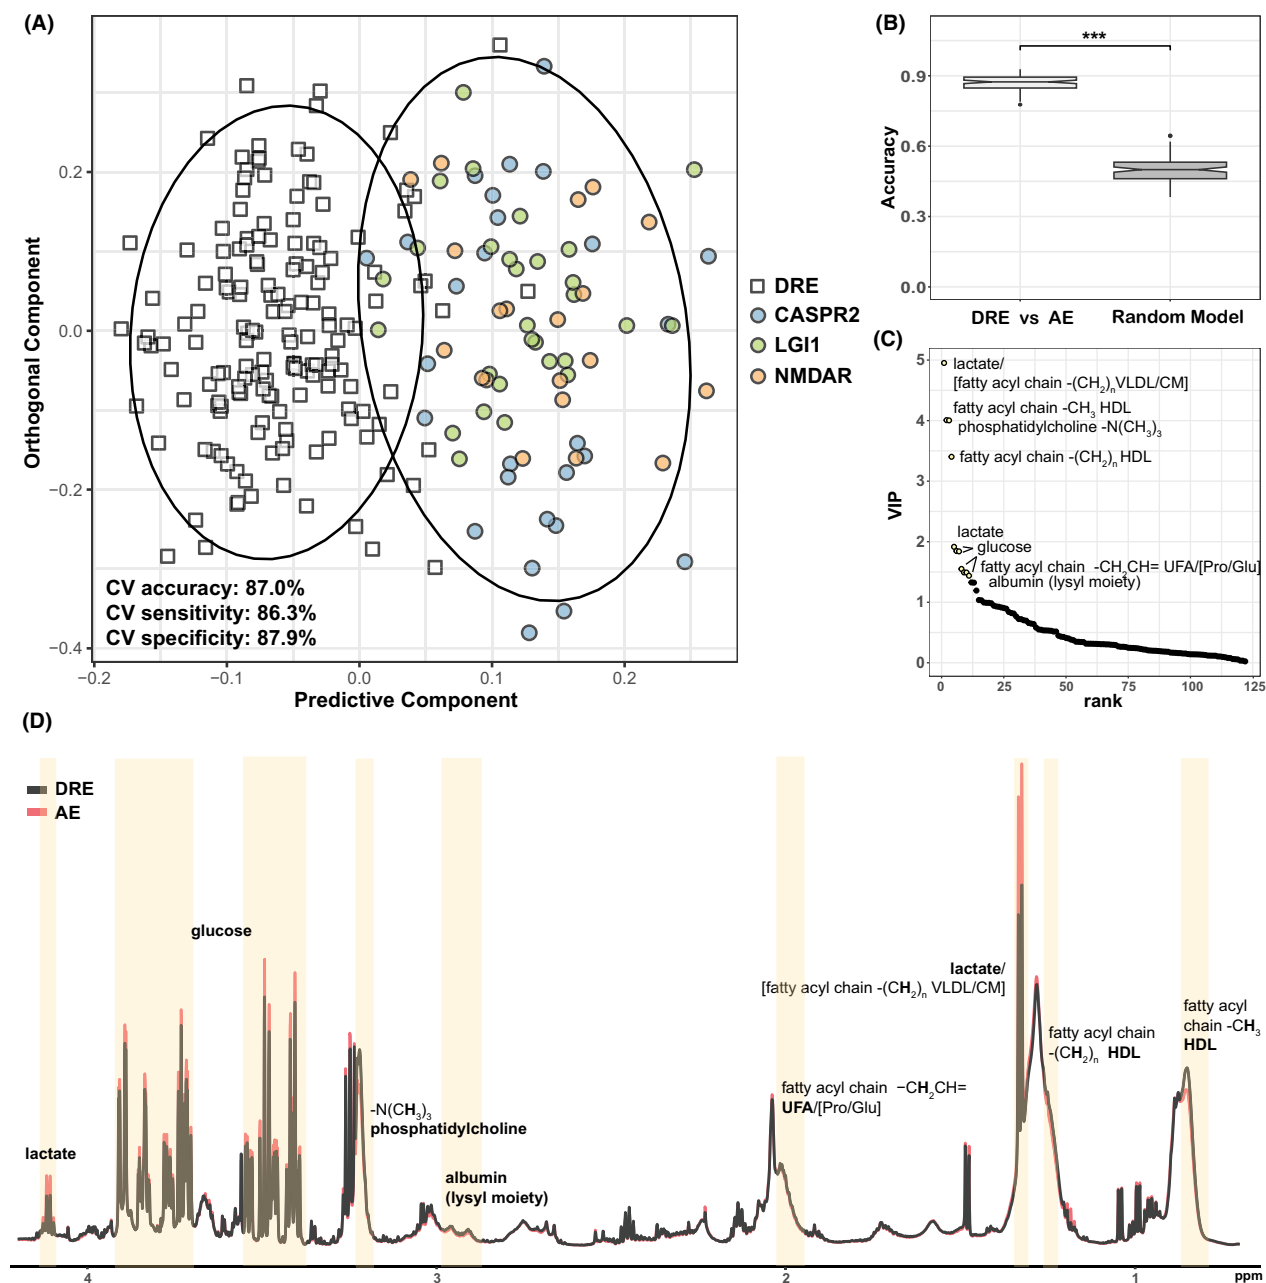 (A)
0.2
0.0
−0.2
−0.4
Orthogonal Component
CV accuracy: 87.0%
CV sensitivity: 86.3%
CV specificity: 87.9%
−0.2
−0.1
0.0
0.1
0.2
Predictive Component
DRE
CASPR2
LGI1
NMDAR
(B)
***
0.9
0.6
0.3
0.0
Accuracy
DRE vs AE
Random Model
(C)
5
4
3
2
1
0
VIP
lactate/
[fatty acyl chain -(CH2)nVLDL/CM]
fatty acyl chain -CH3 HDL
phosphatidylcholine -N(CH3)3
fatty acyl chain -(CH2)n HDL
lactate
glucose
fatty acyl chain -CH2CH= UFA/[Pro/Glu]
albumin (lysyl moiety)
0
25
50
75
100
125
rank
(D)
DRE
AE
lactate
glucose
-N(CH3)3
phosphatidylcholine
albumin
(lysyl moiety)
fatty acyl chain −CH2CH=
UFA/[Pro/Glu]
lactate/
[fatty acyl chain -(CH2)n VLDL/CM]
fatty acyl chain
-(CH2)n HDL
fatty acyl
chain -CH3
HDL
4
3
2
1
ppm